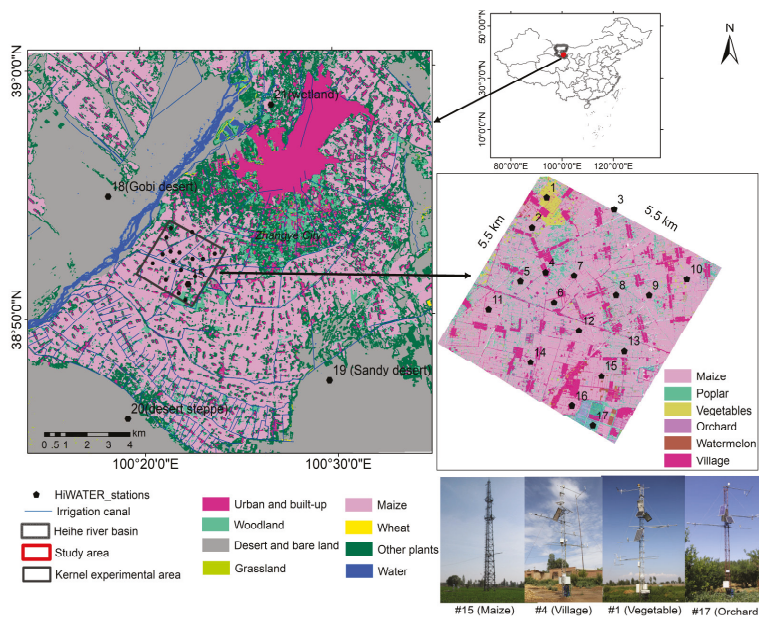 N
50°0'0"N
30°0'0"N
10°0'0"N
80°0'0"E 100°0'0"E 120°0'0"E
39°0'0"N
38°50'0"N
21(wetland)
18(Gobi desert)
Zhangye City
15
19 (Sandy desert)
20(desert steppe)
0 .5 1 2 3 4
km
100°20'0"E 100°30'0"E
5.5 km
5.5 km
1
2
3
4
5
6
7
8
9
10
11
12
13
14
15
16
17
Maize
Poplar
Vegetables
Orchard
Watermelon
Village
HiWATER_stations
Irrigation canal
Heihe river basin
Study area
Kernel experimental area
Urban and built-up
Woodland
Desert and bare land
Grassland
Maize
Wheat
Other plants
Water
#15 (Maize) #4 (Village) #1 (Vegetable) #17 (Orchard